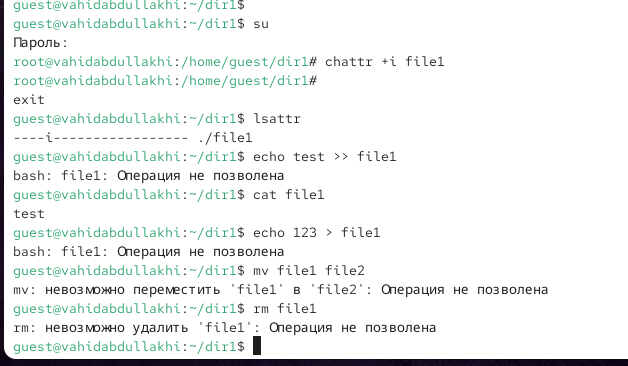 guest@vahidabdullakhi:~/dir1$
guest@vahidabdullakhi:~/dir1$ su
Пароль:
root@vahidabdullakhi:/home/guest/dir1# chattr +i file1
root@vahidabdullakhi:/home/guest/dir1#
exit
guest@vahidabdullakhi:~/dir1$ lsattr
----i----------------- ./file1
guest@vahidabdullakhi:~/dir1$ echo test >> file1
bash: file1: Операция не позволена
guest@vahidabdullakhi:~/dir1$ cat file1
test
guest@vahidabdullakhi:~/dir1$ echo 123 > file1
bash: file1: Операция не позволена
guest@vahidabdullakhi:~/dir1$ mv file1 file2
mv: невозможно переместить 'file1' в 'file2': Операция не позволена
guest@vahidabdullakhi:~/dir1$ rm file1
rm: невозможно удалить 'file1': Операция не позволена
guest@vahidabdullakhi:~/dir1$